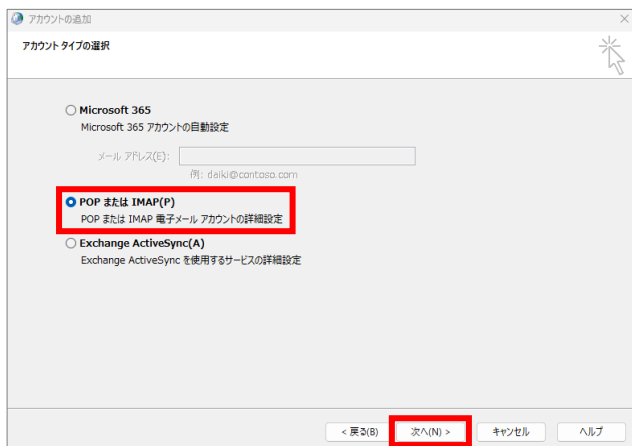 アカウントの追加
アカウント タイプの選択
Microsoft 365
Microsoft 365 アカウントの自動設定
メール アドレス(E):
例: daiki@contoso.com
POP または IMAP(P)
POP または IMAP 電子メール アカウントの詳細設定
Exchange ActiveSync(A)
Exchange ActiveSync を使用するサービスの詳細設定
< 戻る(B) 次へ(N) > キャンセル ヘルプ